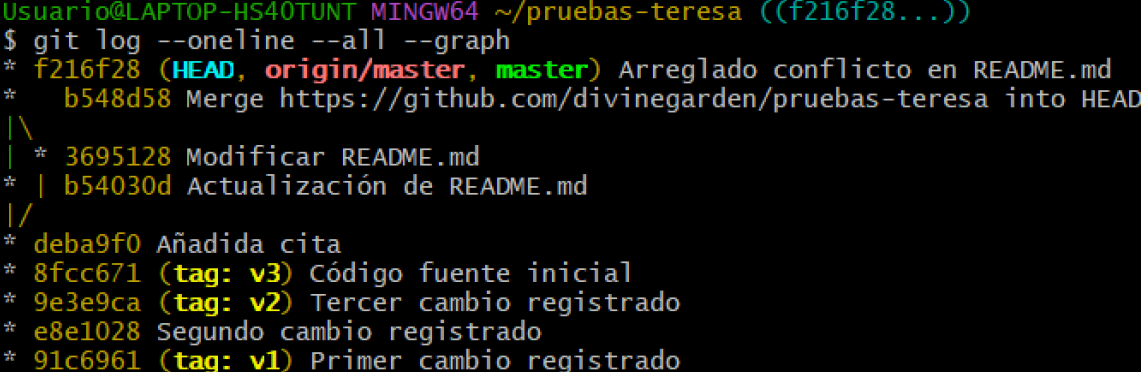 Usuario@LAPTOP-HS40TUNT MINGW64 ~/pruebas-teresa ((f216f28...))
$ git log --oneline --all --graph
* f216f28 (HEAD, origin/master, master) Arreglado conflicto en README.md
*   b548d58 Merge https://github.com/divinegarden/pruebas-teresa into HEAD
|\
| * 3695128 Modificar README.md
* | b54030d Actualización de README.md
|/
* deba9f0 Añadida cita
* 8fcc671 (tag: v3) Código fuente inicial
* 9e3e9ca (tag: v2) Tercer cambio registrado
* e8e1028 Segundo cambio registrado
* 91c6961 (tag: v1) Primer cambio registrado